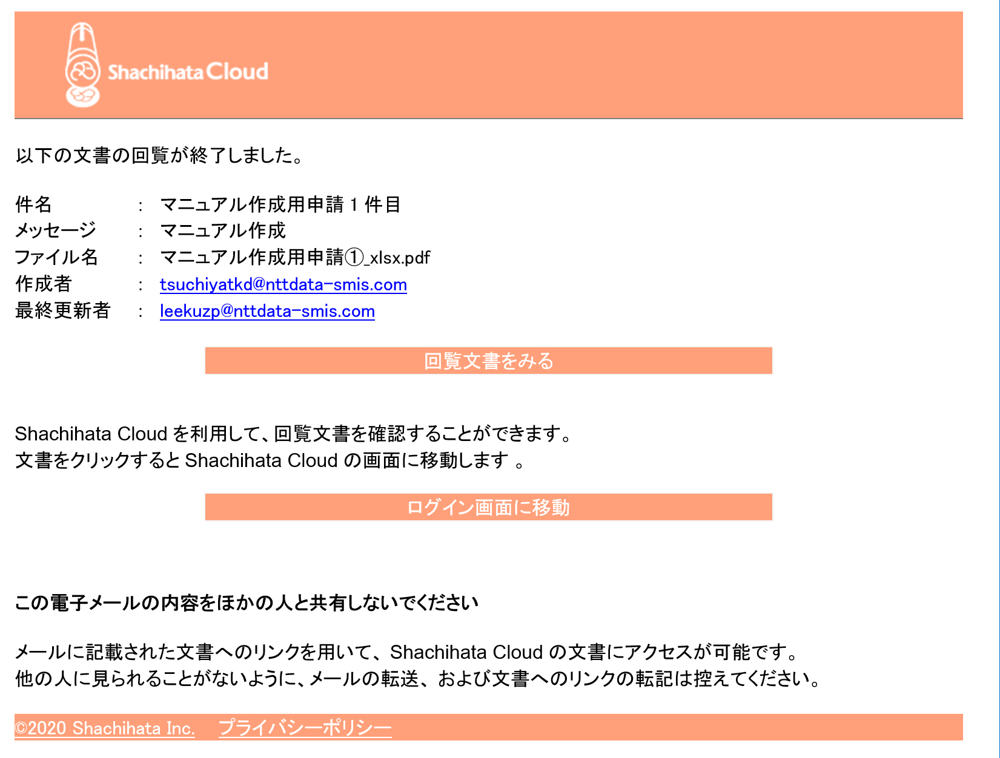 Shachihata Cloud
以下の文書の回覧が終了しました。
件名 : マニュアル作成用申請 1 件目
メッセージ : マニュアル作成
ファイル名 : マニュアル作成用申請①_xlsx.pdf
作成者 : tsuchiyatkd@nttdata-smis.com
最終更新者 : leekuzp@nttdata-smis.com
回覧文書をみる
Shachihata Cloud を利用して、回覧文書を確認することができます。
文書をクリックすると Shachihata Cloud の画面に移動します 。
ログイン画面に移動
この電子メールの内容をほかの人と共有しないでください
メールに記載された文書へのリンクを用いて、 Shachihata Cloud の文書にアクセスが可能です。
他の人に見られることがないように、メールの転送、 および文書へのリンクの転記は控えてください。
©2020 Shachihata Inc. プライバシーポリシー